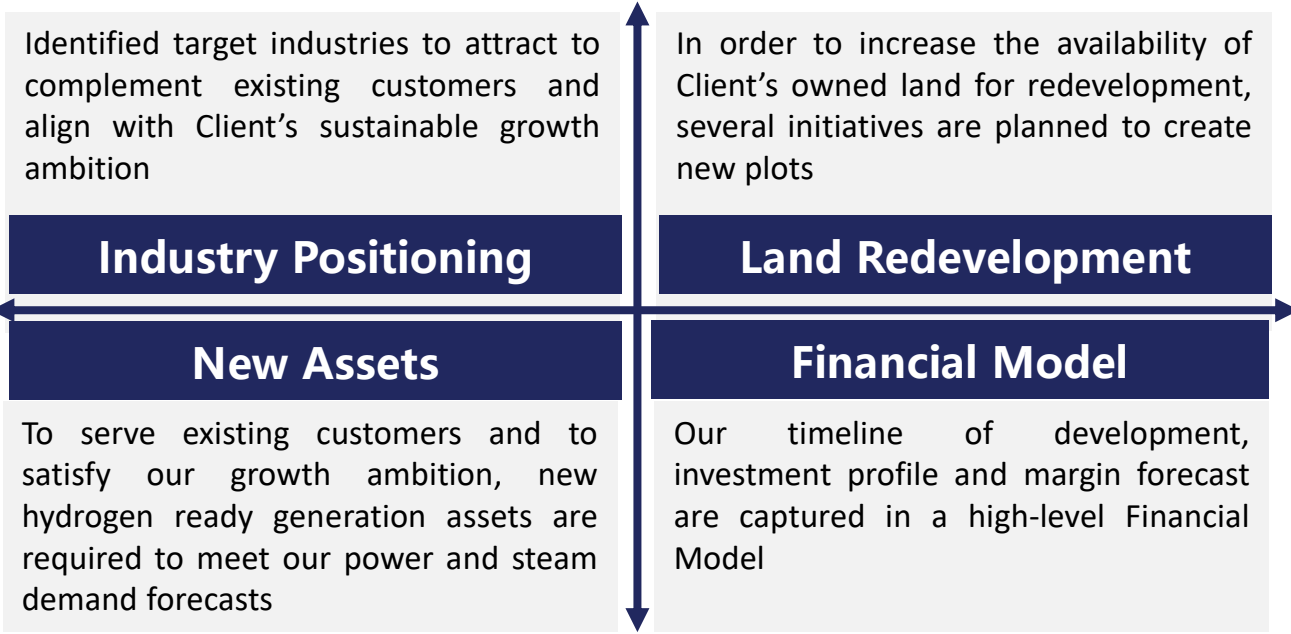 Identified target industries to attract to
complement existing customers and
align with Client’s sustainable growth
ambition
Industry Positioning
In order to increase the availability of
Client’s owned land for redevelopment,
several initiatives are planned to create
new plots
Land Redevelopment
New Assets
To serve existing customers and to
satisfy our growth ambition, new
hydrogen ready generation assets are
required to meet our power and steam
demand forecasts
Financial Model
Our timeline of development,
investment profile and margin forecast
are captured in a high-level Financial
Model